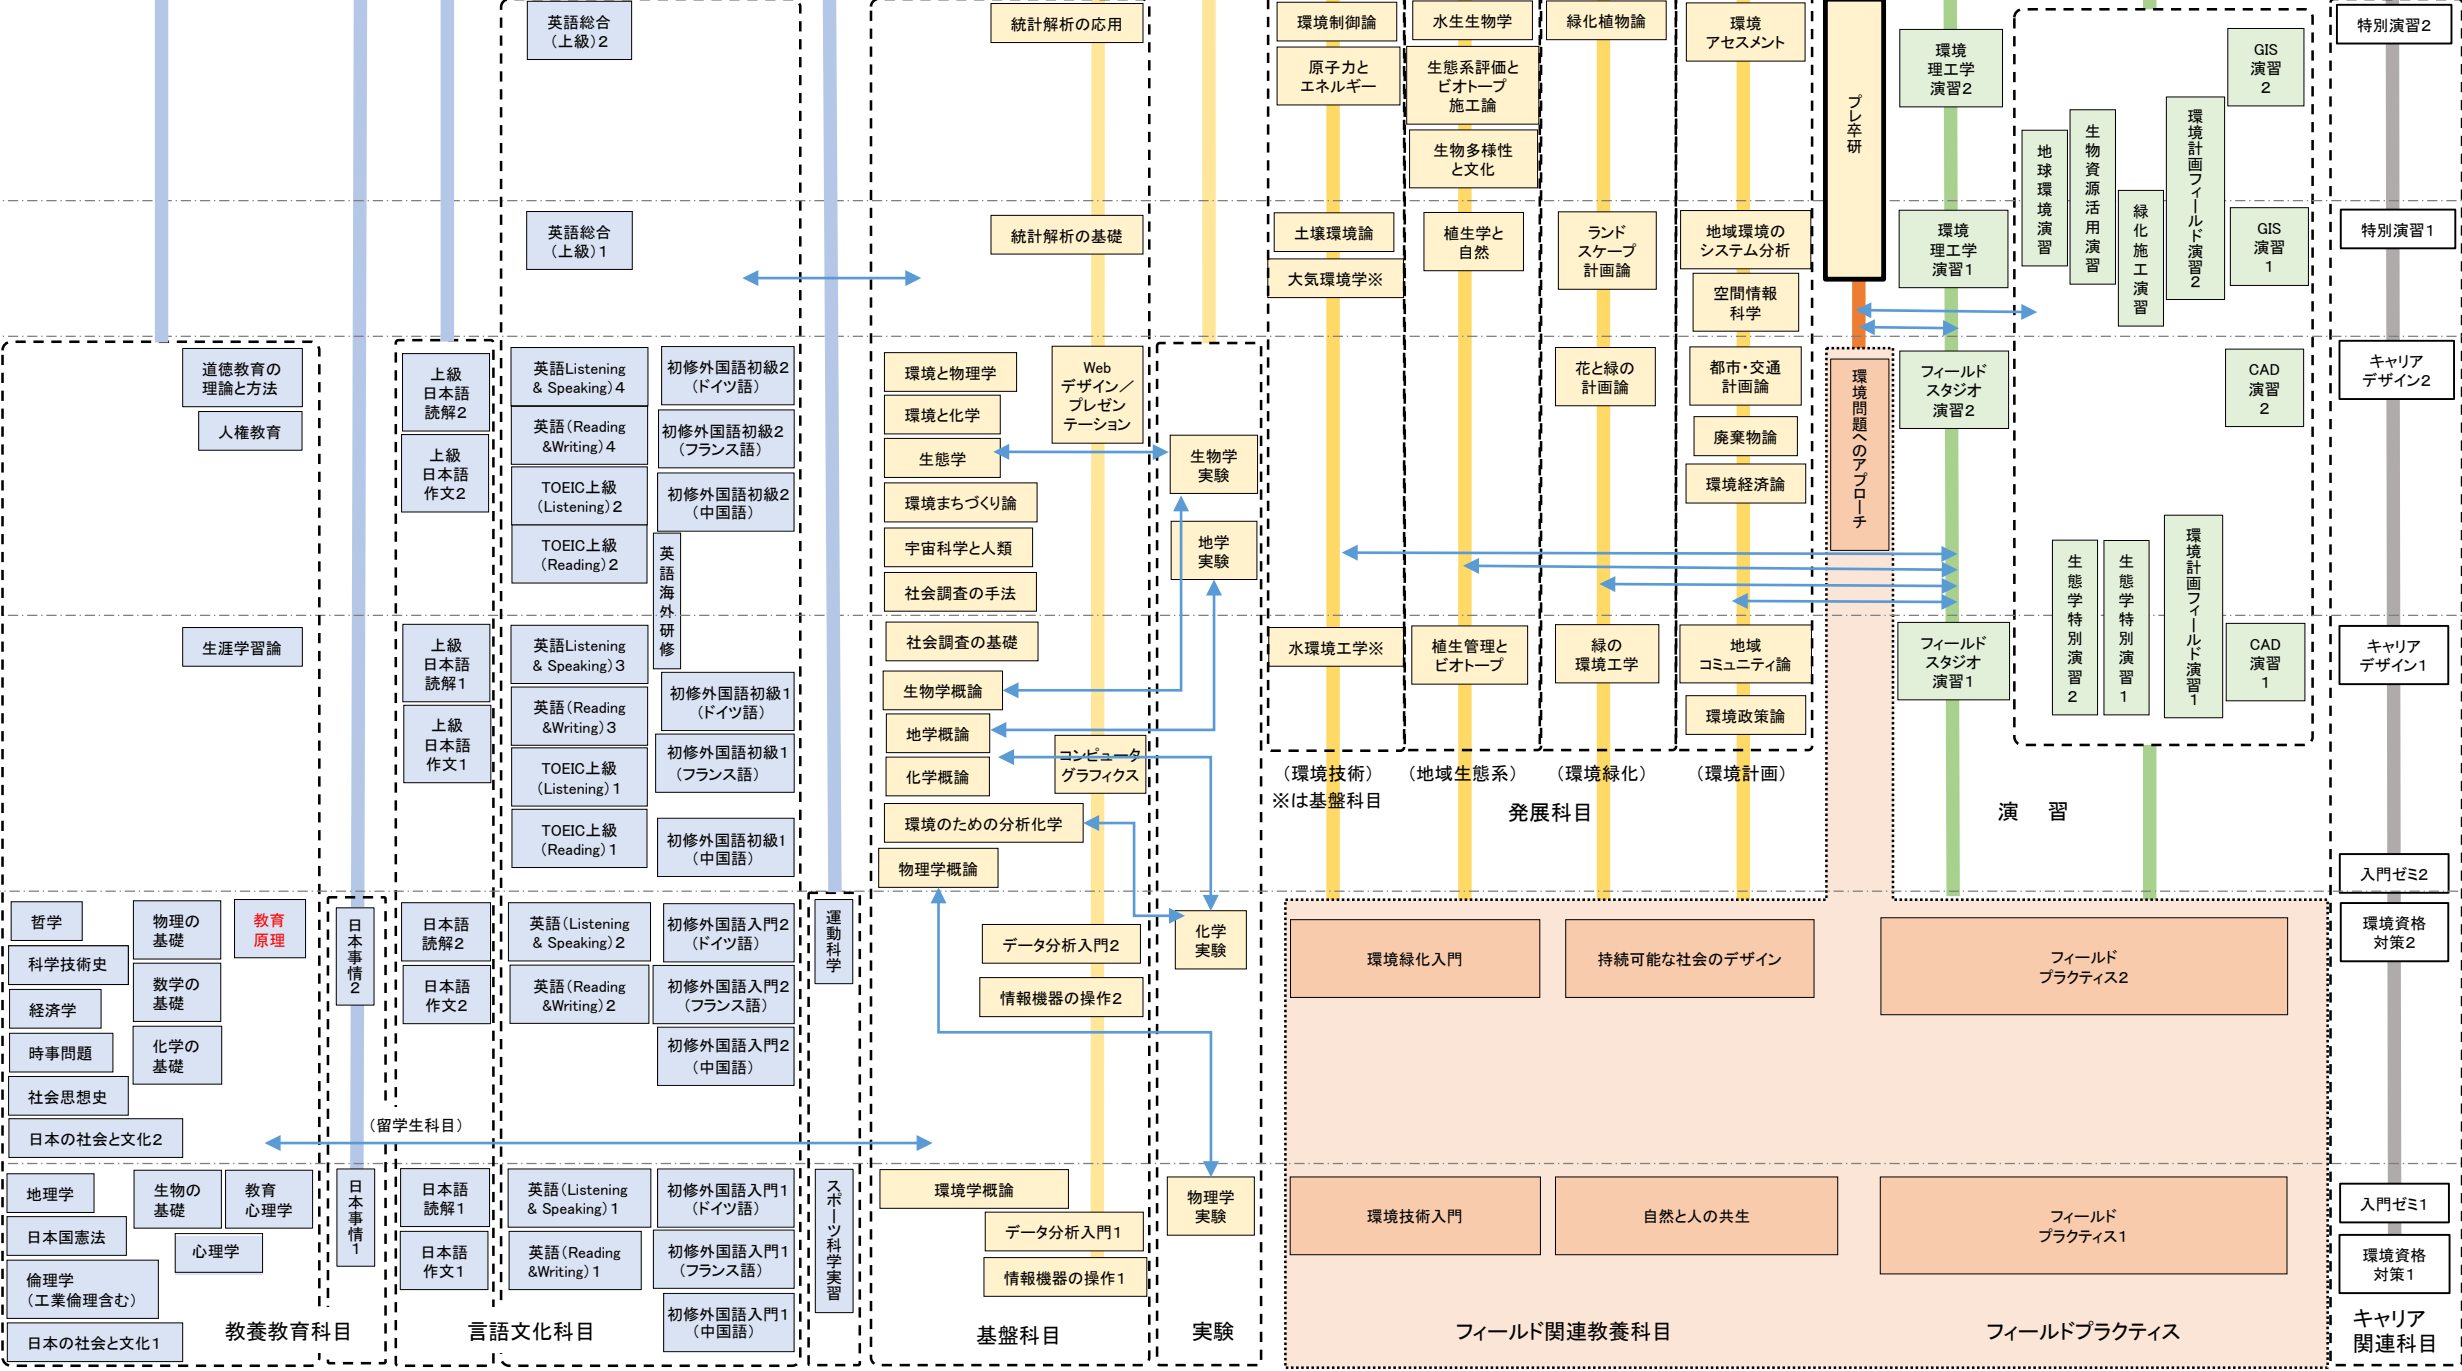 英語総合
（上級）2
統計解析の応用
環境制御論
水生生物学
緑化植物論
環境
アセスメント
特別演習2
原子力と
エネルギー
生態系評価と
ビオトープ
施工論
生物多様性
と文化
プレ卒研
環境
理工学
演習2
地球環境演習
生物資源活用演習
緑化施工演習
環境計画フィールド演習2
GIS
演習
2
英語総合
（上級）1
統計解析の基礎
土壌環境論
大気環境学※
植生学と
自然
ランド
スケープ
計画論
地域環境の
システム分析
空間情報
科学
環境
理工学
演習1
GIS
演習
1
特別演習1
道徳教育の
理論と方法
人権教育
上級
日本語
読解2
上級
日本語
作文2
英語Listening
& Speaking）4
英語（Reading
&Writing）4
TOEIC上級
（Listening）2
TOEIC上級
（Reading）2
初修外国語初級2
（ドイツ語）
初修外国語初級2
（フランス語）
初修外国語初級2
（中国語）
英語海外研修
環境と物理学
環境と化学
生態学
環境まちづくり論
宇宙科学と人類
社会調査の手法
Web
デザイン／
プレゼン
テーション
生物学
実験
地学
実験
花と緑の
計画論
都市・交通
計画論
廃棄物論
環境経済論
環境問題へのアプローチ
フィールド
スタジオ
演習2
CAD
演習
2
キャリア
デザイン2
生涯学習論
上級
日本語
読解1
上級
日本語
作文1
英語Listening
& Speaking）3
英語（Reading
&Writing）3
TOEIC上級
（Listening）1
TOEIC上級
（Reading）1
初修外国語初級1
（ドイツ語）
初修外国語初級1
（フランス語）
初修外国語初級1
（中国語）
社会調査の基礎
生物学概論
地学概論
化学概論
環境のための分析化学
物理学概論
コンピュータ
グラフィクス
水環境工学※
植生管理と
ビオトープ
緑の
環境工学
地域
コミュニティ論
環境政策論
フィールド
スタジオ
演習1
生態学特別演習2
生態学特別演習1
環境計画フィールド演習1
CAD
演習
1
キャリア
デザイン1
（環境技術）
（地域生態系）
（環境緑化）
（環境計画）
※は基盤科目
発展科目
演　習
入門ゼミ2
哲学
科学技術史
経済学
時事問題
社会思想史
日本の社会と文化2
物理の
基礎
数学の
基礎
化学の
基礎
教育
原理
日本事情2
日本語
読解2
日本語
作文2
英語（Listening
& Speaking）2
英語（Reading
&Writing）2
初修外国語入門2
（ドイツ語）
初修外国語入門2
（フランス語）
初修外国語入門2
（中国語）
運動科学
データ分析入門2
情報機器の操作2
化学
実験
環境緑化入門
持続可能な社会のデザイン
フィールド
プラクティス2
環境資格
対策2
（留学生科目）
地理学
日本国憲法
倫理学
（工業倫理含む）
日本の社会と文化1
生物の
基礎
教育
心理学
心理学
日本事情1
日本語
読解1
日本語
作文1
英語（Listening
& Speaking）1
英語（Reading
&Writing）1
初修外国語入門1
（ドイツ語）
初修外国語入門1
（フランス語）
初修外国語入門1
（中国語）
スポーツ科学実習
環境学概論
データ分析入門1
情報機器の操作1
物理学
実験
環境技術入門
自然と人の共生
フィールド
プラクティス1
入門ゼミ1
環境資格
対策1
教養教育科目
言語文化科目
基盤科目
実験
フィールド関連教養科目
フィールドプラクティス
キャリア
関連科目